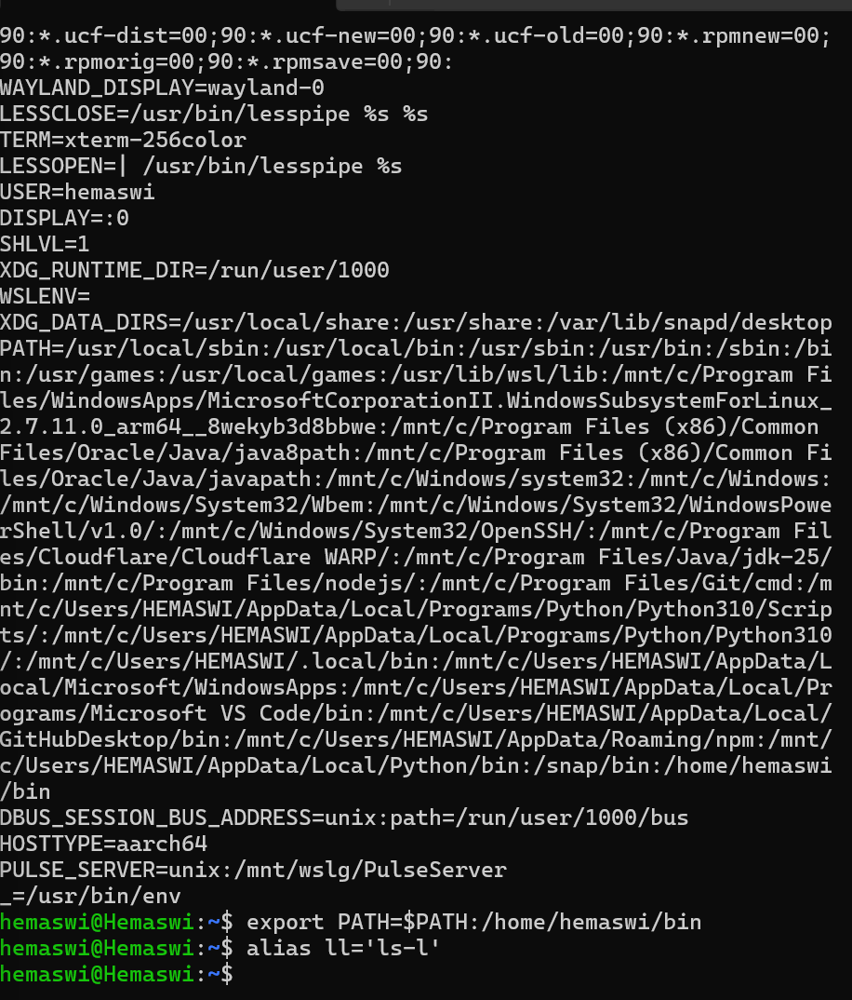 90:*.ucf-dist=00;90:*.ucf-new=00;90:*.ucf-old=00;90:*.rpmnew=00;
90:*.rpmorig=00;90:*.rpmsave=00;90:
WAYLAND_DISPLAY=wayland-0
LESSCLOSE=/usr/bin/lesspipe %s %s
TERM=xterm-256color
LESSOPEN=| /usr/bin/lesspipe %s
USER=hemaswi
DISPLAY=:0
SHLVL=1
XDG_RUNTIME_DIR=/run/user/1000
WSLENV=
XDG_DATA_DIRS=/usr/local/share:/usr/share:/var/lib/snapd/desktop
PATH=/usr/local/sbin:/usr/local/bin:/usr/sbin:/usr/bin:/sbin:/bi
n:/usr/games:/usr/local/games:/usr/lib/wsl/lib:/mnt/c/Program Fi
les/WindowsApps/MicrosoftCorporationII.WindowsSubsystemForLinux_
2.7.11.0_arm64__8wekyb3d8bbwe:/mnt/c/Program Files (x86)/Common 
Files/Oracle/Java/java8path:/mnt/c/Program Files (x86)/Common Fi
les/Oracle/Java/javapath:/mnt/c/Windows/system32:/mnt/c/Windows:
/mnt/c/Windows/System32/Wbem:/mnt/c/Windows/System32/WindowsPowe
rShell/v1.0/:/mnt/c/Windows/System32/OpenSSH/:/mnt/c/Program Fil
es/Cloudflare/Cloudflare WARP/:/mnt/c/Program Files/Java/jdk-25/
bin:/mnt/c/Program Files/nodejs/:/mnt/c/Program Files/Git/cmd:/m
nt/c/Users/HEMASWI/AppData/Local/Programs/Python/Python310/Scrip
ts/:/mnt/c/Users/HEMASWI/AppData/Local/Programs/Python/Python310
/:/mnt/c/Users/HEMASWI/.local/bin:/mnt/c/Users/HEMASWI/AppData/L
ocal/Microsoft/WindowsApps:/mnt/c/Users/HEMASWI/AppData/Local/Pr
ograms/Microsoft VS Code/bin:/mnt/c/Users/HEMASWI/AppData/Local/
GitHubDesktop/bin:/mnt/c/Users/HEMASWI/AppData/Roaming/npm:/mnt/
c/Users/HEMASWI/AppData/Local/Python/bin:/snap/bin:/home/hemaswi
/bin
DBUS_SESSION_BUS_ADDRESS=unix:path=/run/user/1000/bus
HOSTTYPE=aarch64
PULSE_SERVER=unix:/mnt/wslg/PulseServer
_=/usr/bin/env
hemaswi@Hemaswi:~$ export PATH=$PATH:/home/hemaswi/bin
hemaswi@Hemaswi:~$ alias ll='ls-l'
hemaswi@Hemaswi:~$